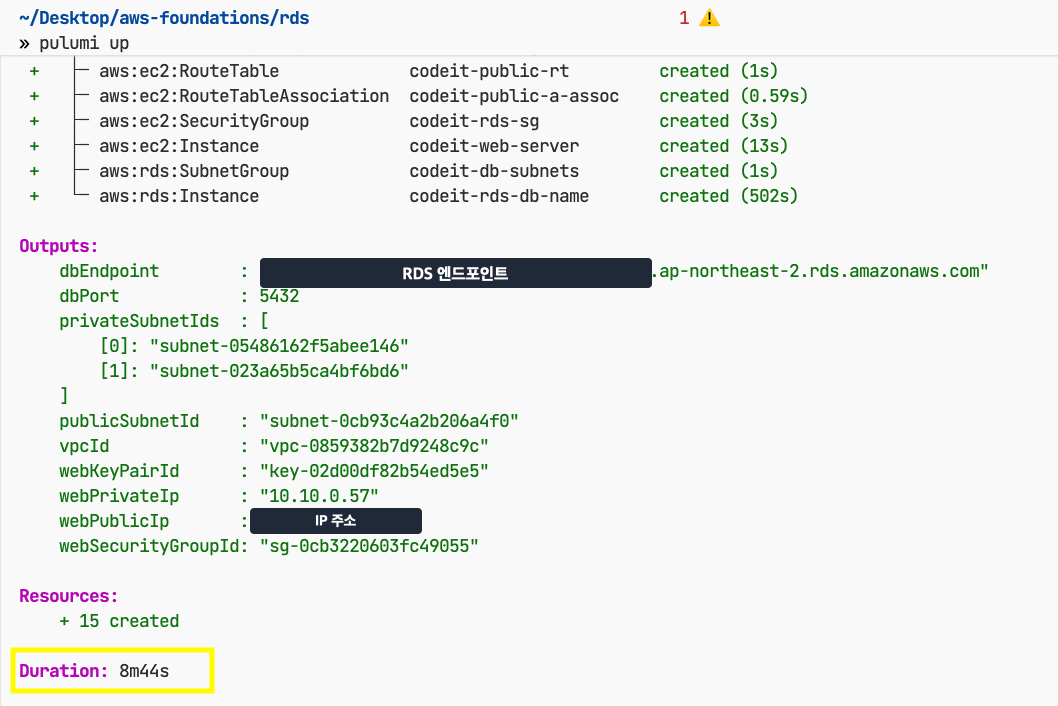 ~/Desktop/aws-foundations/rds 1 ⚠️
» pulumi up
+ ├─ aws:ec2:RouteTable codeit-public-rt created (1s)
+ ├─ aws:ec2:RouteTableAssociation codeit-public-a-assoc created (0.59s)
+ ├─ aws:ec2:SecurityGroup codeit-rds-sg created (3s)
+ ├─ aws:ec2:Instance codeit-web-server created (13s)
+ ├─ aws:rds:SubnetGroup codeit-db-subnets created (1s)
+ └─ aws:rds:Instance codeit-rds-db-name created (502s)
Outputs:
dbEndpoint : RDS 엔드포인트.ap-northeast-2.rds.amazonaws.com"
dbPort : 5432
privateSubnetIds : [
[0]: "subnet-05486162f5abee146"
[1]: "subnet-023a65b5ca4bf6bd6"
]
publicSubnetId : "subnet-0cb93c4a2b206a4f0"
vpcId : "vpc-0859382b7d9248c9c"
webKeyPairId : "key-02d00df82b54ed5e5"
webPrivateIp : "10.10.0.57"
webPublicIp : IP 주소
webSecurityGroupId: "sg-0cb3220603fc49055"
Resources:
+ 15 created
Duration: 8m44s